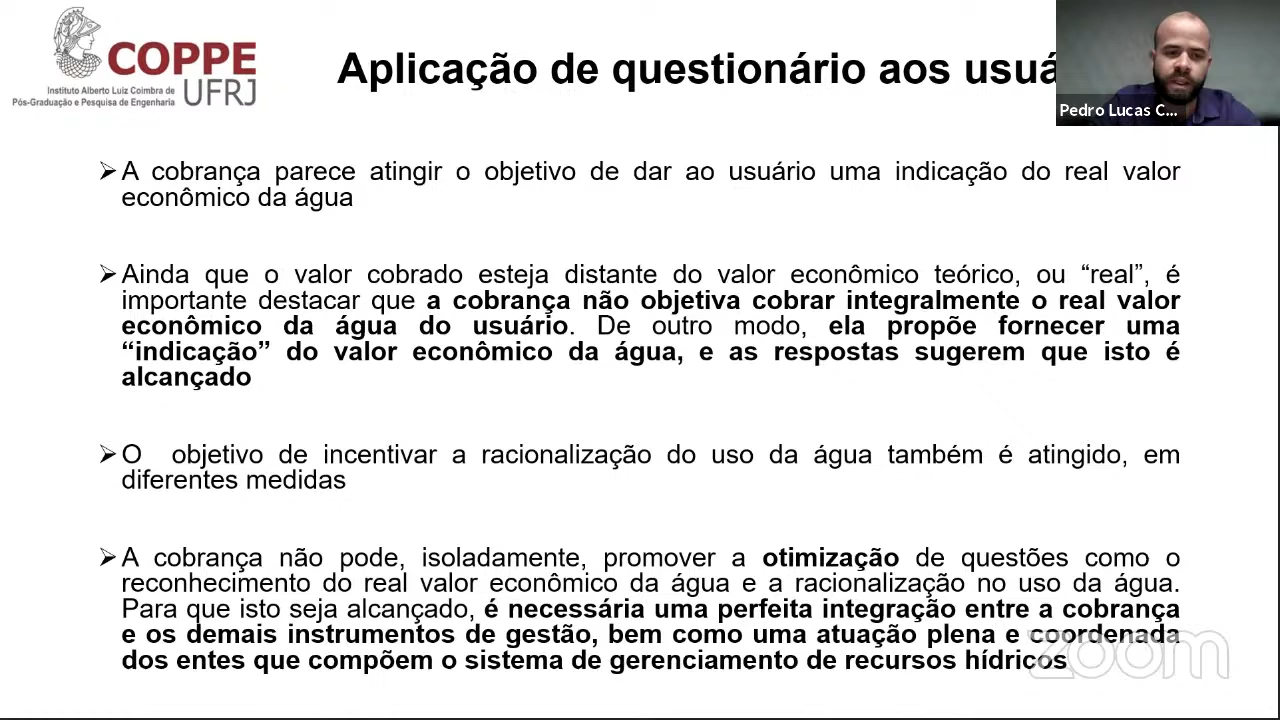 COPPE
UFRJ
Instituto Alberto Luiz Coimbra de
Pós-Graduação e Pesquisa de Engenharia
Aplicação de questionário aos usuá
Pedro Lucas C...
➢A cobrança parece atingir o objetivo de dar ao usuário uma indicação do real valor
econômico da água
➢Ainda que o valor cobrado esteja distante do valor econômico teórico, ou “real”, é
importante destacar que a cobrança não objetiva cobrar integralmente o real valor
econômico da água do usuário. De outro modo, ela propõe fornecer uma
“indicação” do valor econômico da água, e as respostas sugerem que isto é
alcançado
➢O objetivo de incentivar a racionalização do uso da água também é atingido, em
diferentes medidas
➢A cobrança não pode, isoladamente, promover a otimização de questões como o
reconhecimento do real valor econômico da água e a racionalização no uso da água.
Para que isto seja alcançado, é necessária uma perfeita integração entre a cobrança
e os demais instrumentos de gestão, bem como uma atuação plena e coordenada
dos entes que compõem o sistema de gerenciamento de recursos hídricos
zoom